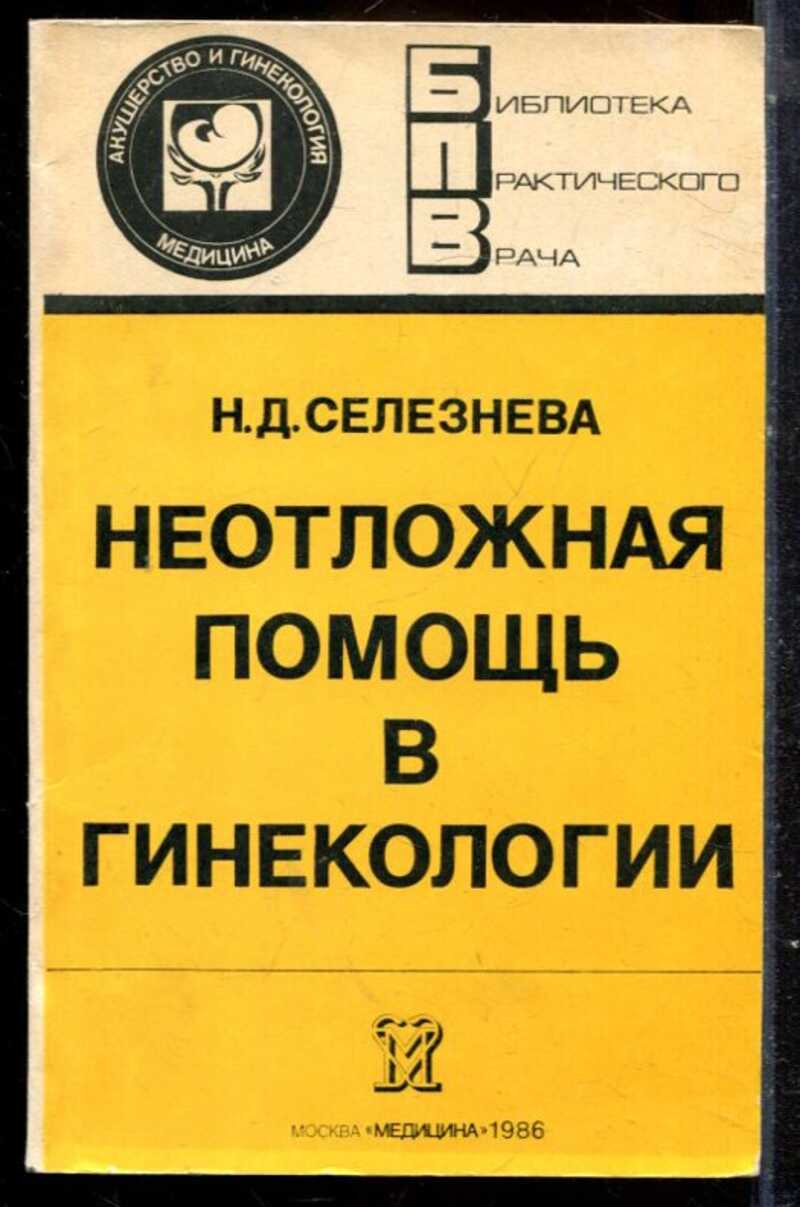 АКУШЕРСТВО И ГИНЕКОЛОГИЯ
МЕДИЦИНА
БИБЛИОТЕКА
ПРАКТИЧЕСКОГО
ВРАЧА
Н.Д.СЕЛЕЗНЕВА
НЕОТЛОЖНАЯ
ПОМОЩЬ
В
ГИНЕКОЛОГИИ
М
МОСКВА «МЕДИЦИНА» 1986